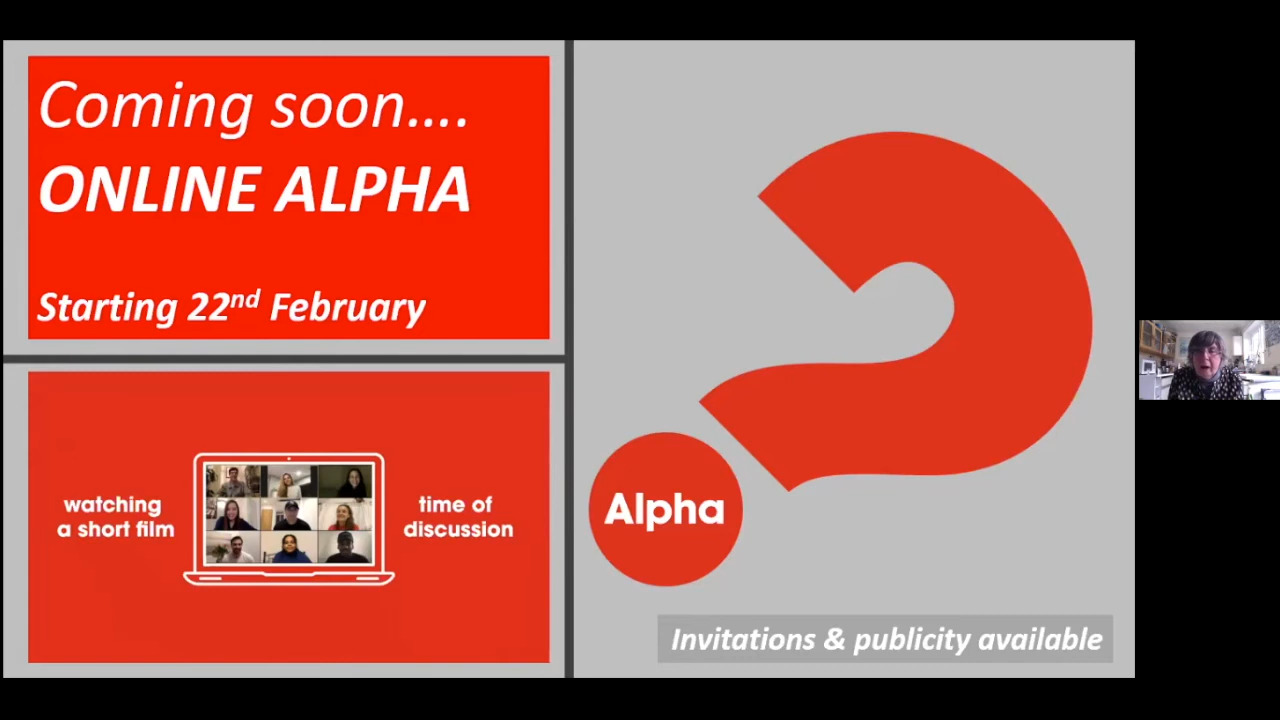 Coming soon....
ONLINE ALPHA
Starting 22nd February
watching
a short film
time of
discussion
Alpha
Invitations & publicity available